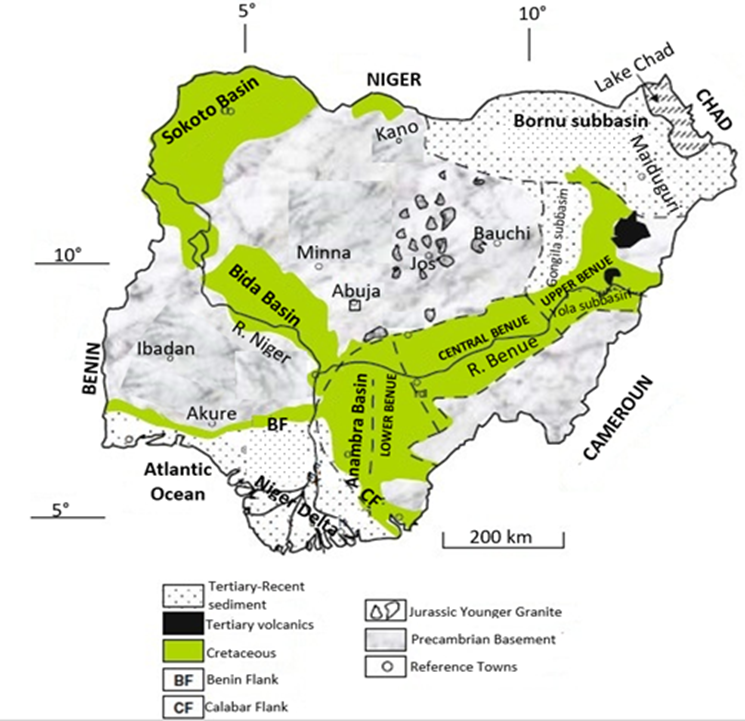 5°
10°
NIGER
Lake Chad
CHAD
Sokoto Basin
Kano
Bornu subbasin
Maiduguri
Gongila subbasin
Bauchi
Jos
Minna
Abuja
10°
Bida Basin
UPPER BENUE
Yola subbasin
CENTRAL BENUE
R. Benue
R. Niger
Ibadan
BENIN
Akure
BF
Anambra Basin
LOWER BENUE
CAMEROUN
Atlantic
Ocean
Niger Delta
CF
5°
200 km
Tertiary-Recent
sediment
Tertiary volcanics
Cretaceous
BF Benin Flank
CF Calabar Flank
Jurassic Younger Granite
Precambrian Basement
Reference Towns